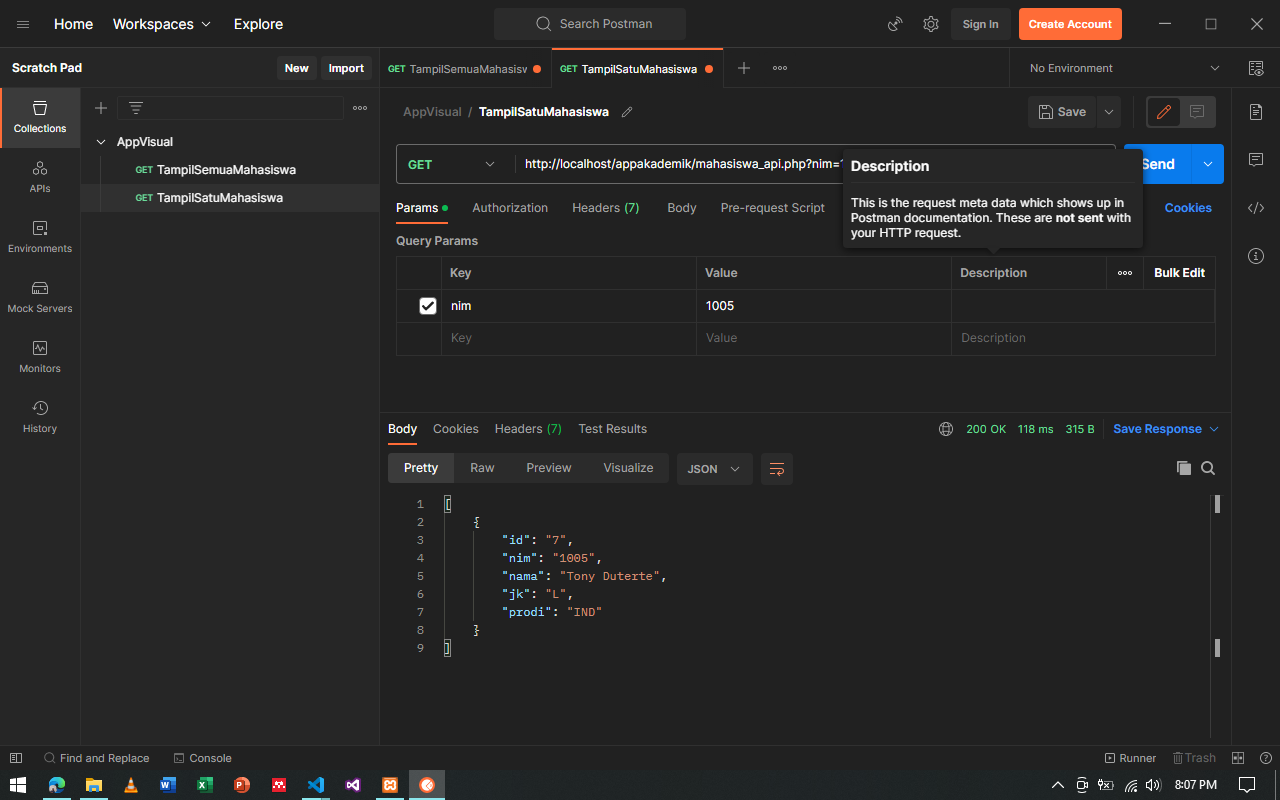 Home
Workspaces
Explore
Search Postman
Sign In
Create Account
Scratch Pad
New
Import
GET TampilSemuaMahasisw
GET TampilSatuMahasiswa
No Environment
Collections
APIs
Environments
Mock Servers
Monitors
History
AppVisual
GET TampilSemuaMahasiswa
GET TampilSatuMahasiswa
AppVisual / TampilSatuMahasiswa
Save
GET
http://localhost/appakademik/mahasiswa_api.php?nim=
Send
Description
This is the request meta data which shows up in
Postman documentation. These are not sent with
your HTTP request.
Params
Authorization
Headers (7)
Body
Pre-request Script
Cookies
Query Params
Key
Value
Description
Bulk Edit
nim
1005
Key
Value
Description
Body
Cookies
Headers (7)
Test Results
200 OK
118 ms
315 B
Save Response
Pretty
Raw
Preview
Visualize
JSON
1 [
2 {
3 "id": "7",
4 "nim": "1005",
5 "nama": "Tony Duterte",
6 "jk": "L",
7 "prodi": "IND"
8 }
9 ]
Find and Replace
Console
Runner
Trash
8:07 PM